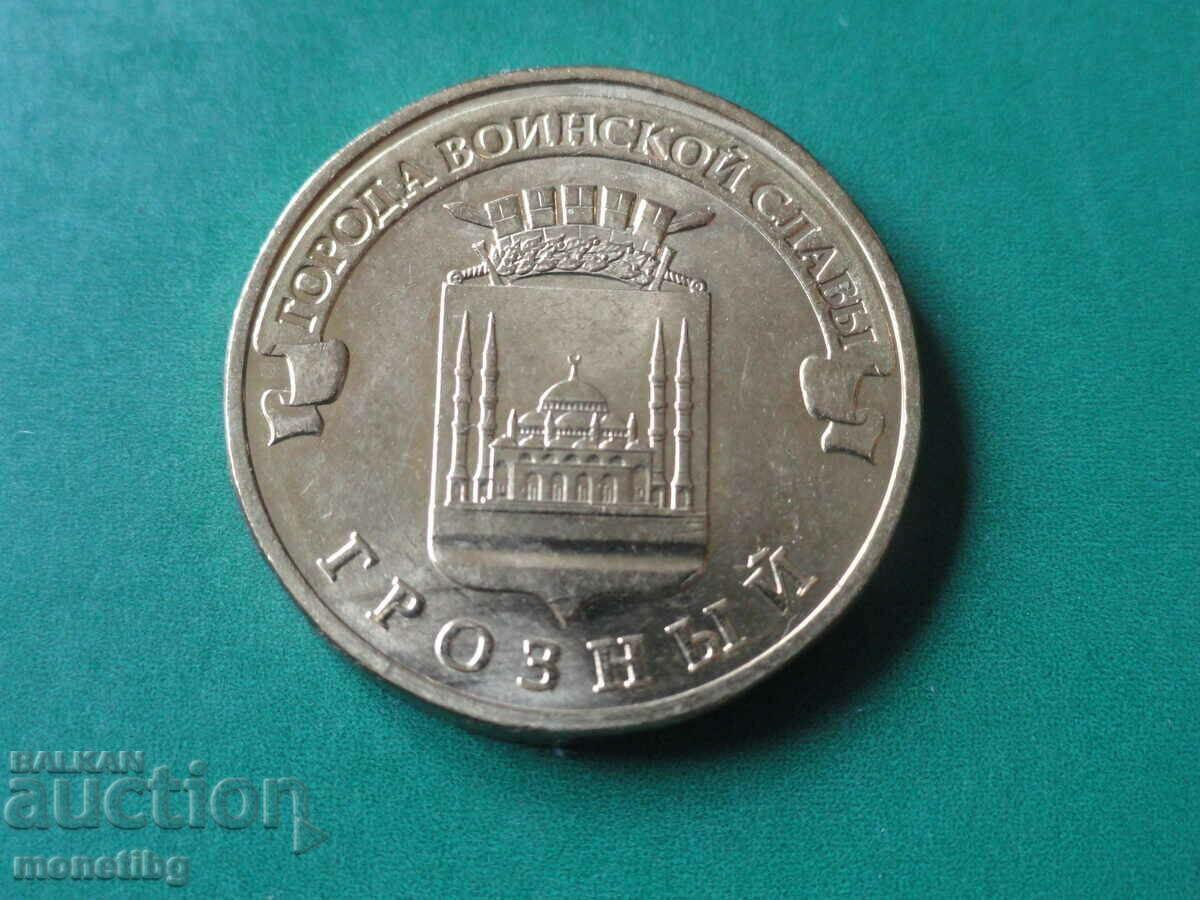 ГОРОДА ВОИНСКОЙ СЛАВЫ
ГРОЗНЫЙ
BALKAN
auction
monetibg